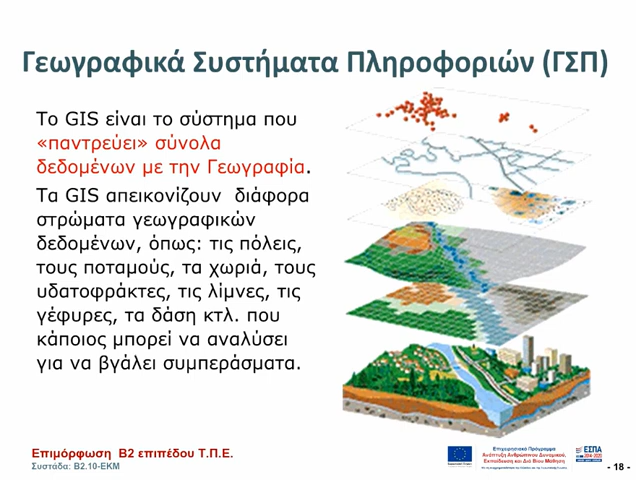 Γεωγραφικά Συστήματα Πληροφοριών (ΓΣΠ)
Το GIS είναι το σύστημα που
«παντρεύει» σύνολα
δεδομένων με την Γεωγραφία.
Τα GIS απεικονίζουν διάφορα
στρώματα γεωγραφικών
δεδομένων, όπως: τις πόλεις,
τους ποταμούς, τα χωριά, τους
υδατοφράκτες, τις λίμνες, τις
γέφυρες, τα δάση κτλ. που
κάποιος μπορεί να αναλύσει
για να βγάλει συμπεράσματα.
Επιμόρφωση Β2 επιπέδου Τ.Π.Ε.
Συστάδα: Β2.10-ΕΚΜ
Επιχειρησιακό Πρόγραμμα
Ανάπτυξη Ανθρώπινου Δυναμικού,
Εκπαίδευση και Διά Βίου Μάθηση
ΕΣΠΑ
2014-2020
- 18 -